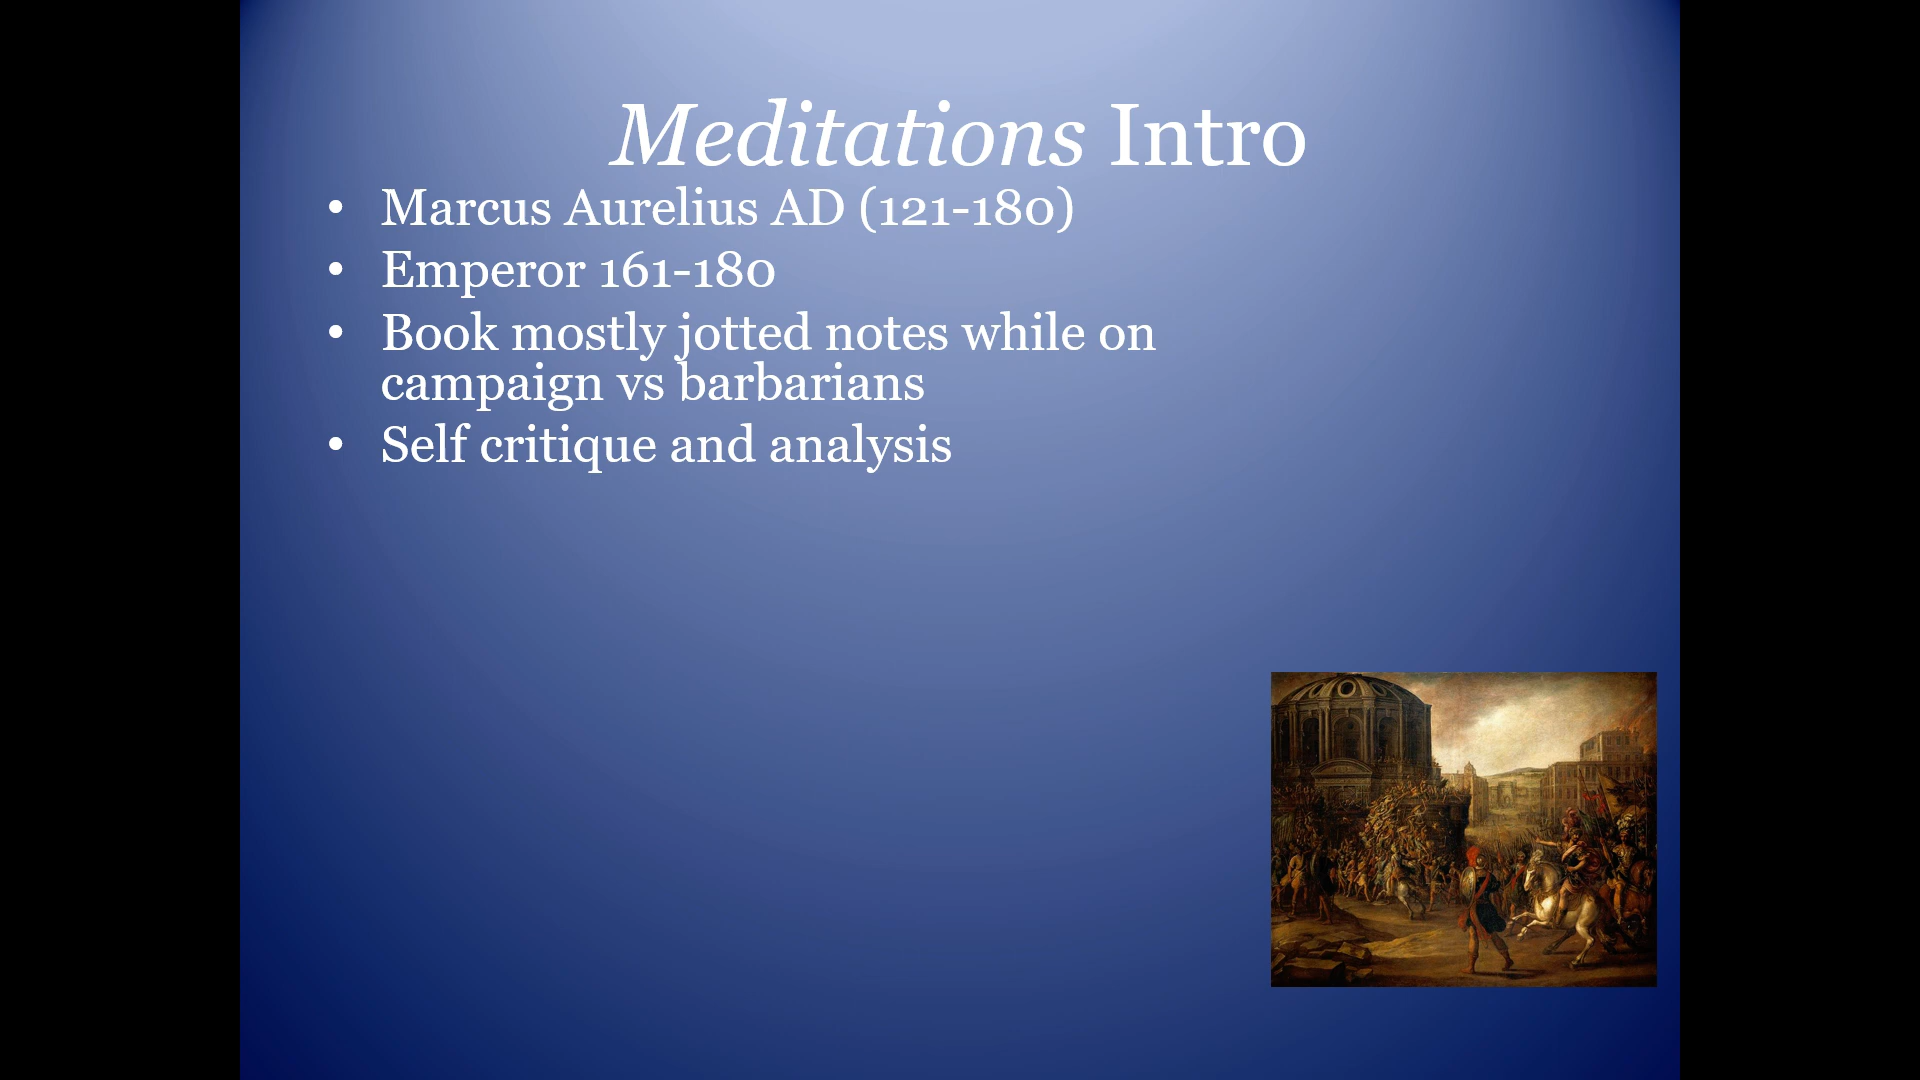 Meditations Intro
• Marcus Aurelius AD (121-180)
• Emperor 161-180
• Book mostly jotted notes while on
campaign vs barbarians
• Self critique and analysis